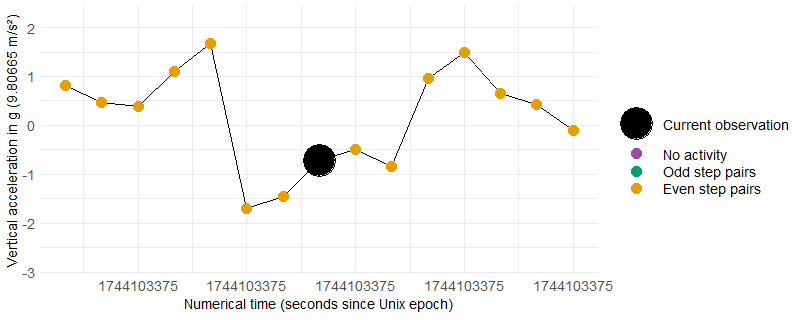 Vertical acceleration in g (9.80665 m/s²)
2
1
0
-1
-2
-3
1744103375 1744103375 1744103375 1744103375 1744103375
Numerical time (seconds since Unix epoch)
Current observation
No activity
Odd step pairs
Even step pairs